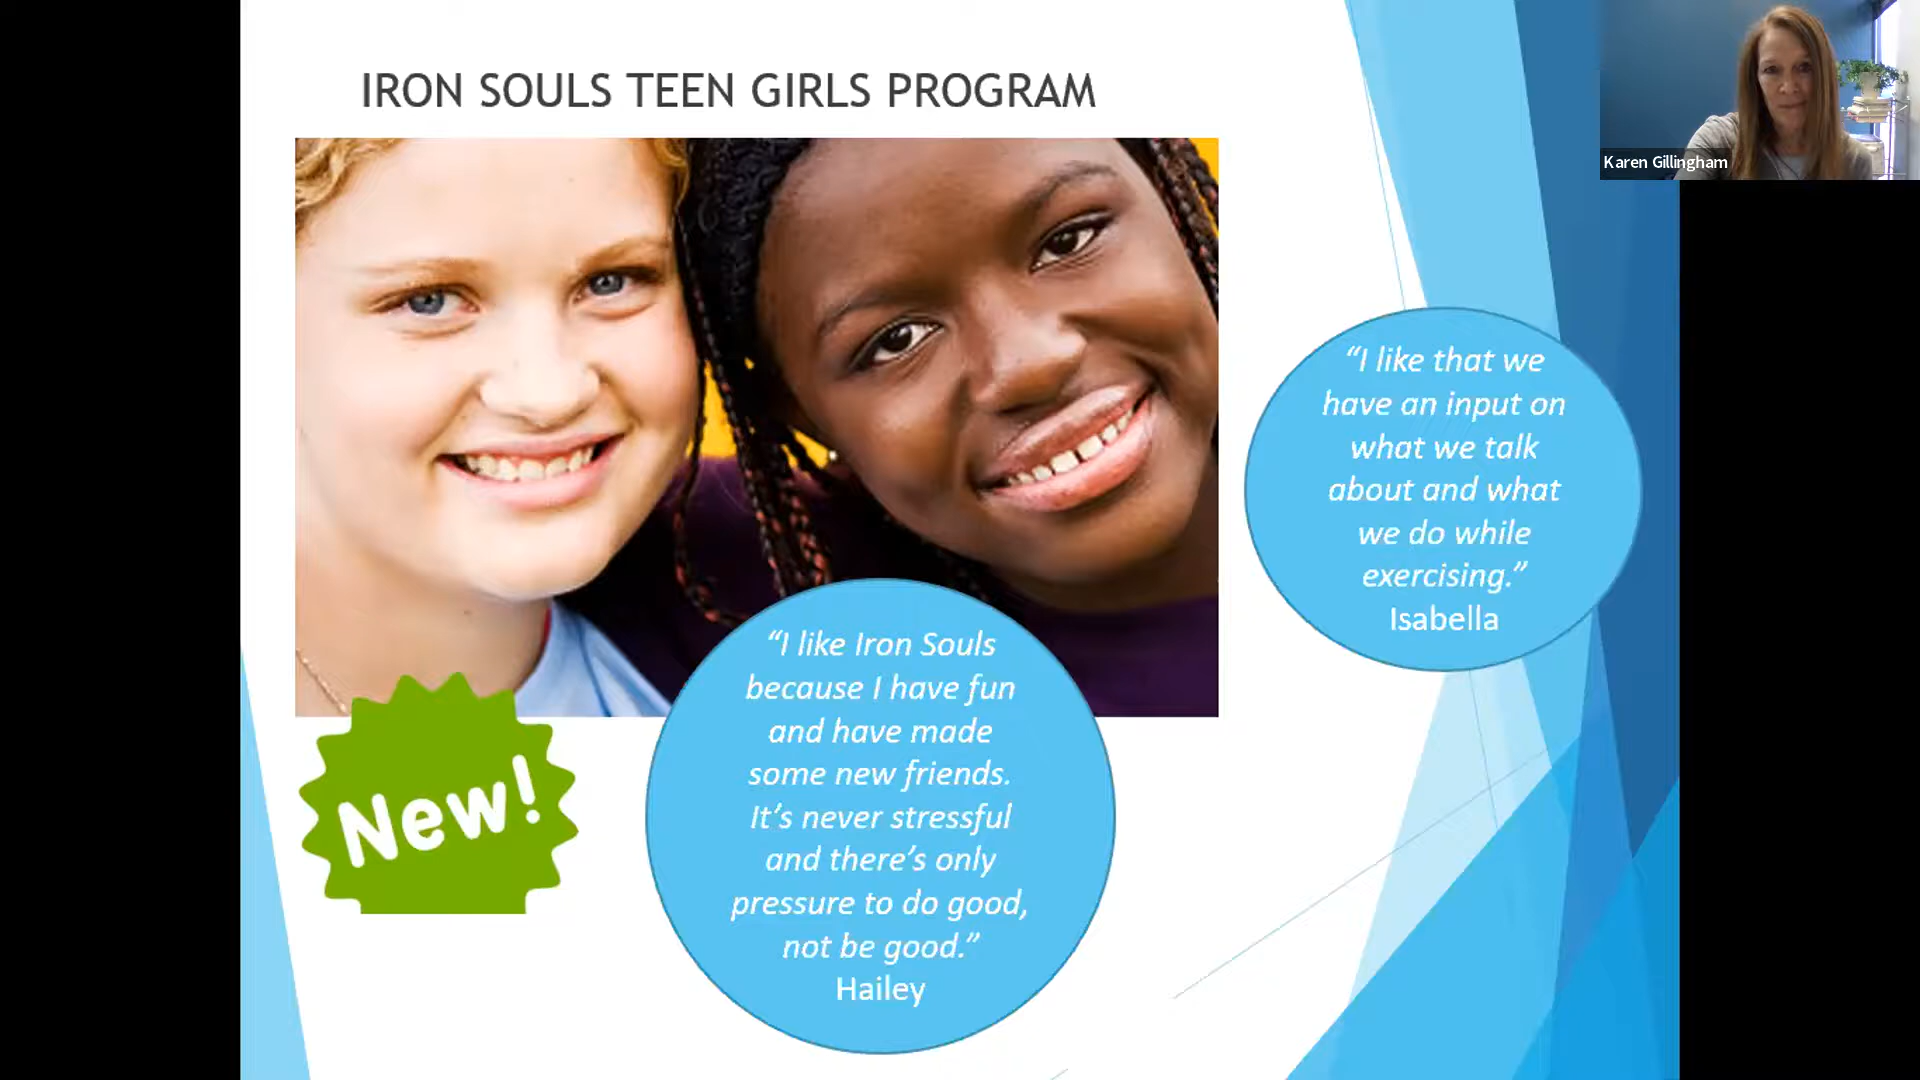 IRON SOULS TEEN GIRLS PROGRAM
Karen Gillingham
“I like that we
have an input on
what we talk
about and what
we do while
exercising.”
Isabella
“I like Iron Souls
because I have fun
and have made
some new friends.
It’s never stressful
and there’s only
pressure to do good,
not be good.”
Hailey
New!